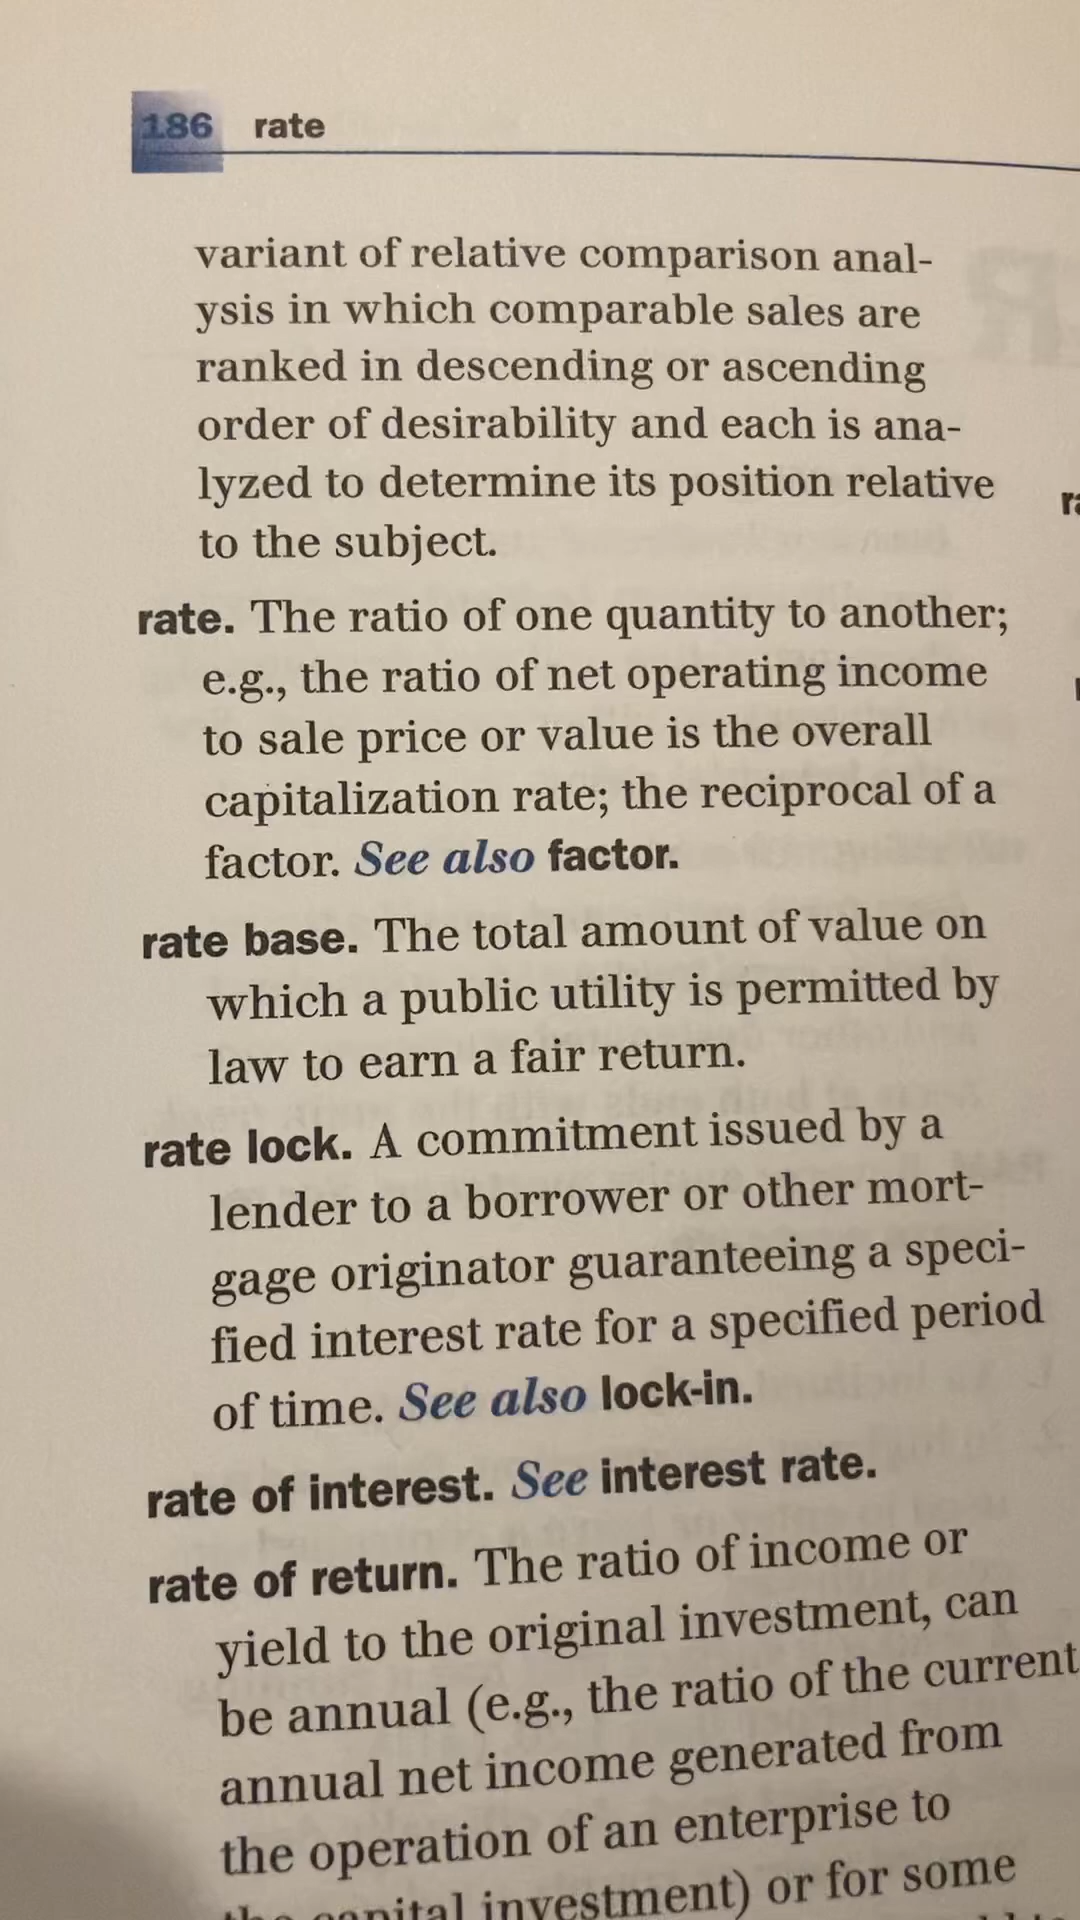 186 rate
variant of relative comparison anal-
ysis in which comparable sales are
ranked in descending or ascending
order of desirability and each is ana-
lyzed to determine its position relative
to the subject.
rate. The ratio of one quantity to another;
e.g., the ratio of net operating income
to sale price or value is the overall
capitalization rate; the reciprocal of a
factor. See also factor.
rate base. The total amount of value on
which a public utility is permitted by
law to earn a fair return.
rate lock. A commitment issued by a
lender to a borrower or other mort-
gage originator guaranteeing a speci-
fied interest rate for a specified period
of time. See also lock-in.
rate of interest. See interest rate.
rate of return. The ratio of income or
yield to the original investment, can
be annual (e.g., the ratio of the current
annual net income generated from
the operation of an enterprise to
the capital investment) or for some